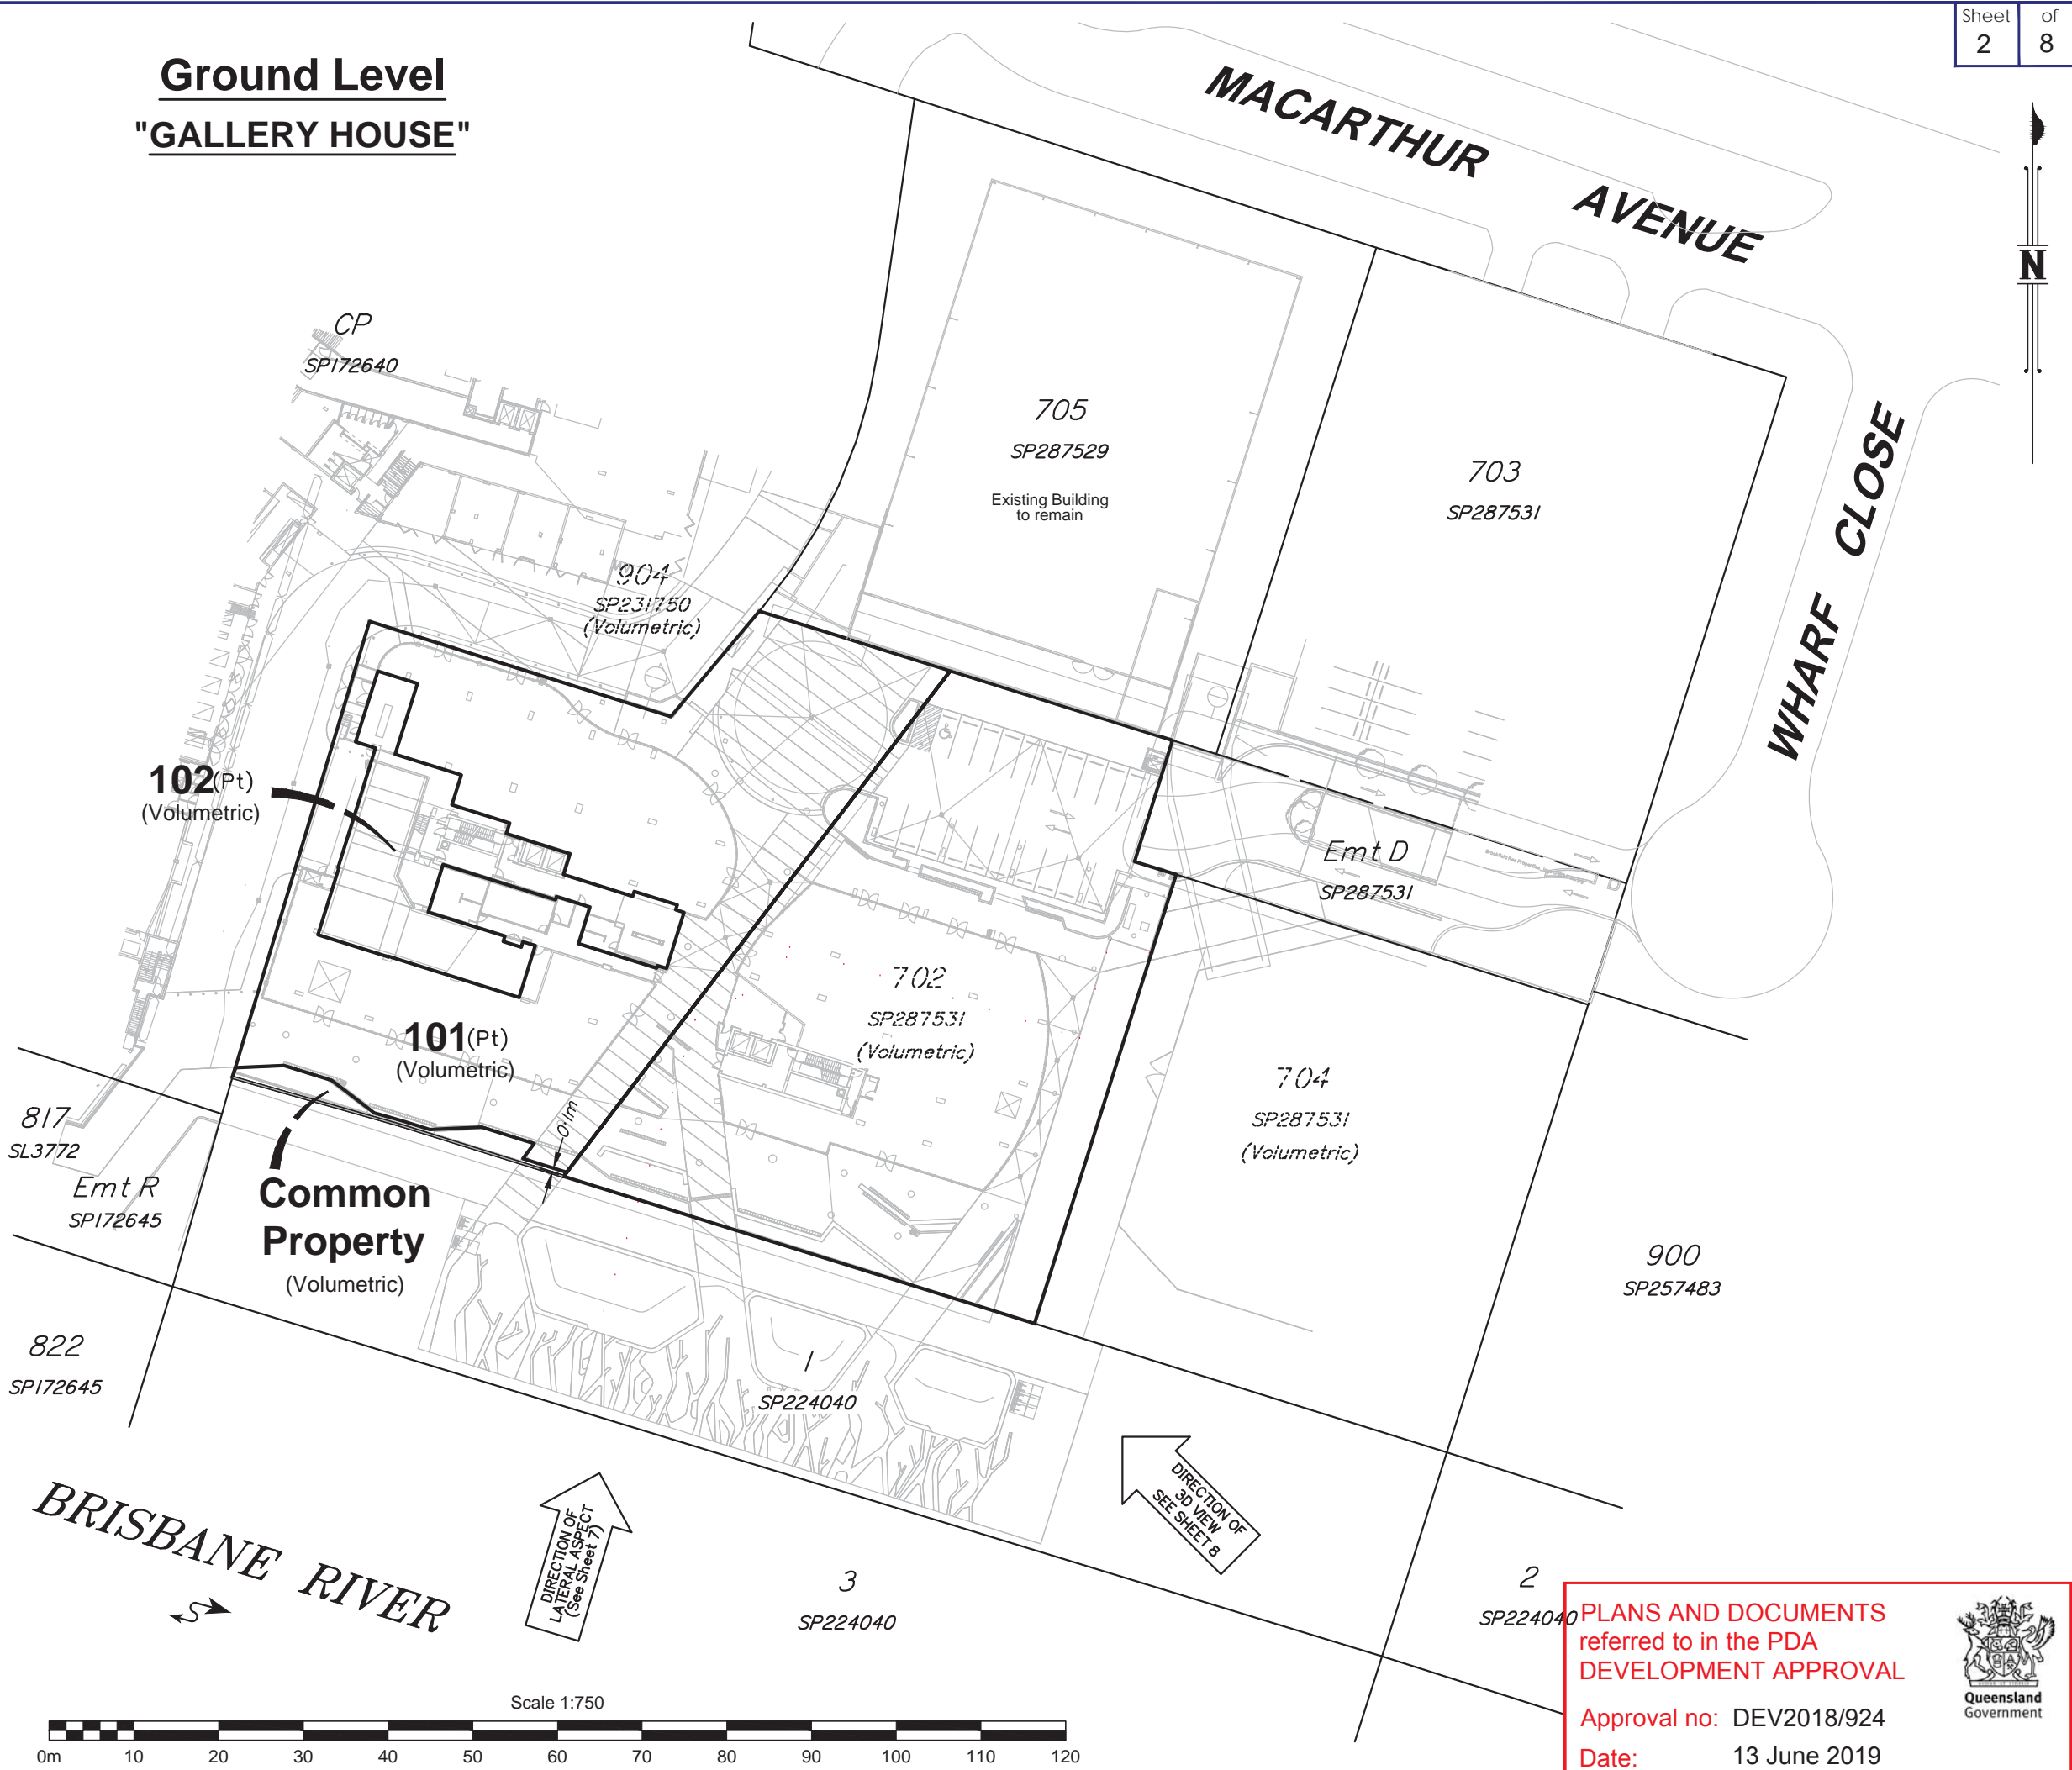 Sheet of
2 8
Ground Level
"GALLERY HOUSE"
MACARTHUR AVENUE
N
CP
SP172640
705
SP287529
Existing Building
to remain
703
SP287531
WHARF CLOSE
904
SP231750
(Volumetric)
102(Pt)
(Volumetric)
Emt D
SP287531
702
SP287531
(Volumetric)
101(Pt)
(Volumetric)
0·1m
704
SP287531
(Volumetric)
817
SL3772
Emt R
SP172645
Common
Property
(Volumetric)
900
SP257483
822
SP172645
1
SP224040
BRISBANE RIVER
DIRECTION OF
LATERAL ASPECT
(See Sheet 7)
DIRECTION OF
3D VIEW
SEE SHEET 8
3
SP224040
2
SP224040
PLANS AND DOCUMENTS
referred to in the PDA
DEVELOPMENT APPROVAL
Queensland
Government
Approval no: DEV2018/924
Date: 13 June 2019
Scale 1:750
0m 10 20 30 40 50 60 70 80 90 100 110 120